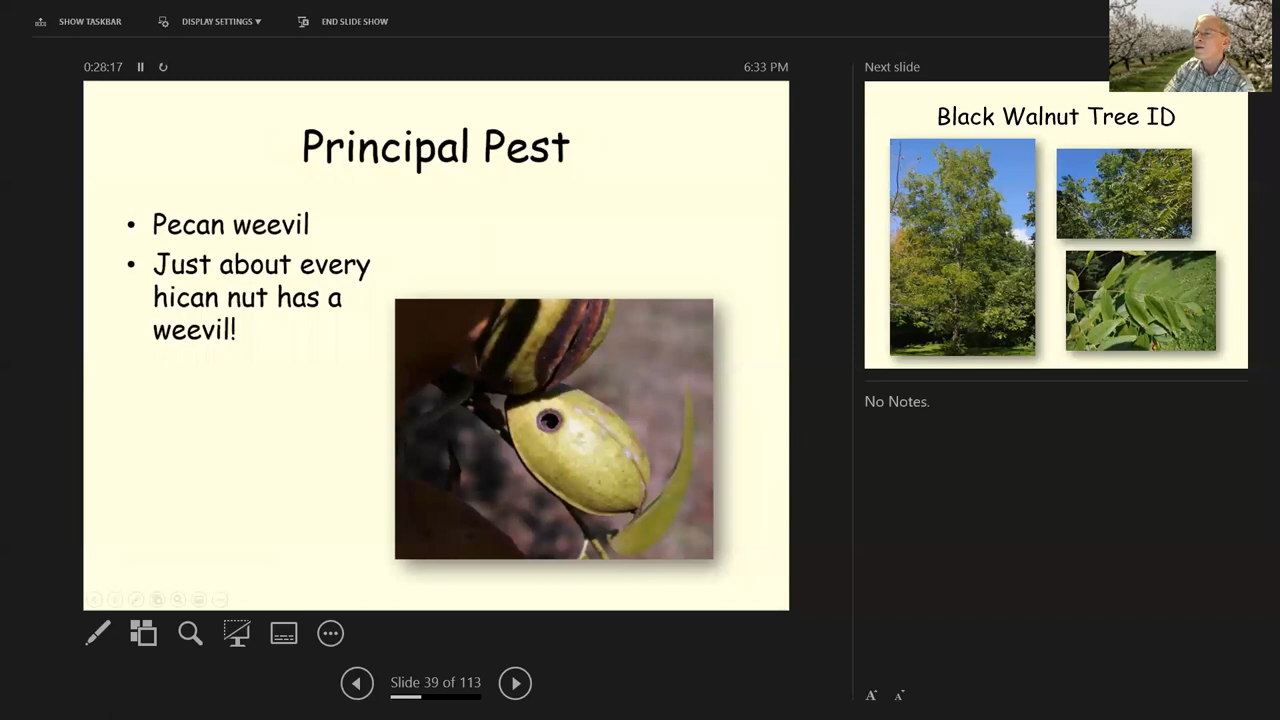 SHOW TASKBAR
DISPLAY SETTINGS ▼
END SLIDE SHOW
0:28:17
6:33 PM
Principal Pest
• Pecan weevil
• Just about every
hican nut has a
weevil!
Slide 39 of 113
Next slide
Black Walnut Tree ID
No Notes.
A
A